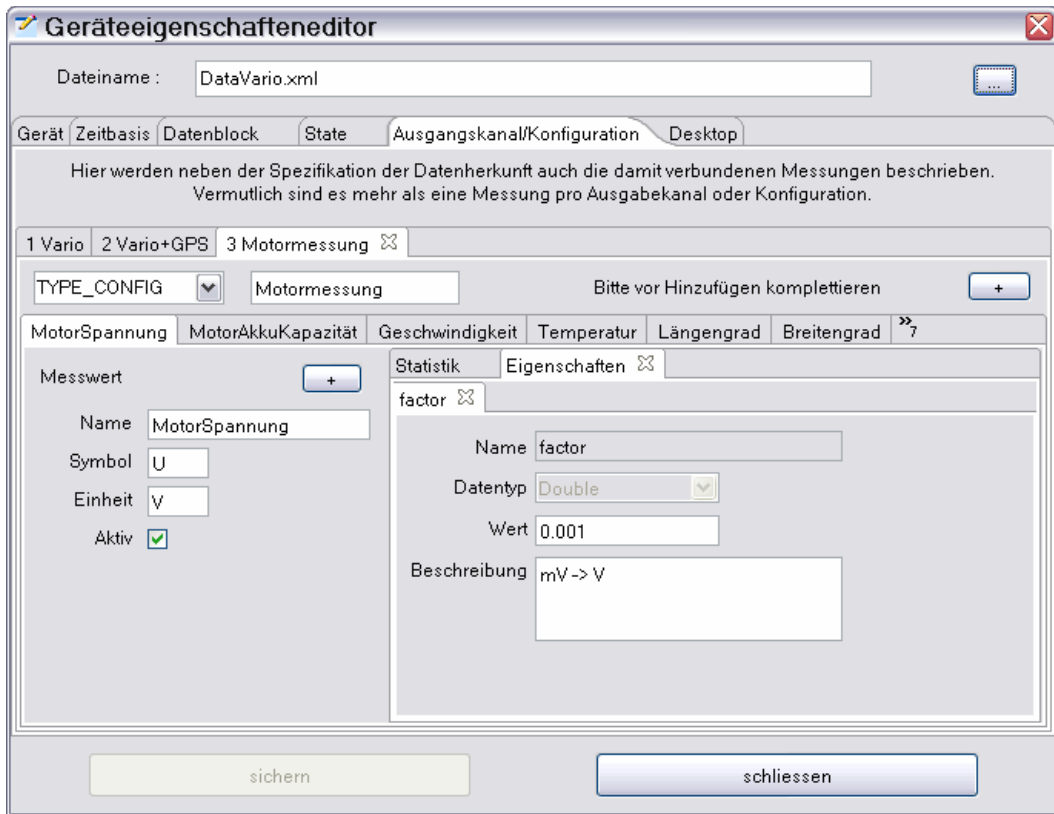 Geräteeigenschafteneditor
Dateiname :
DataVario.xml
...
Gerät Zeitbasis Datenblock State Ausgangskanal/Konfiguration Desktop
Hier werden neben der Spezifikation der Datenherkunft auch die damit verbundenen Messungen beschrieben.
Vermutlich sind es mehr als eine Messung pro Ausgabekanal oder Konfiguration.
1 Vario 2 Vario+GPS 3 Motormessung
TYPE_CONFIG Motormessung Bitte vor Hinzufügen komplettieren +
MotorSpannung MotorAkkuKapazität Geschwindigkeit Temperatur Längengrad Breitengrad »7
Messwert +
Name MotorSpannung
Symbol U
Einheit V
Aktiv
Statistik Eigenschaften
factor
Name factor
Datentyp Double
Wert 0.001
Beschreibung mV -> V
sichern schliessen